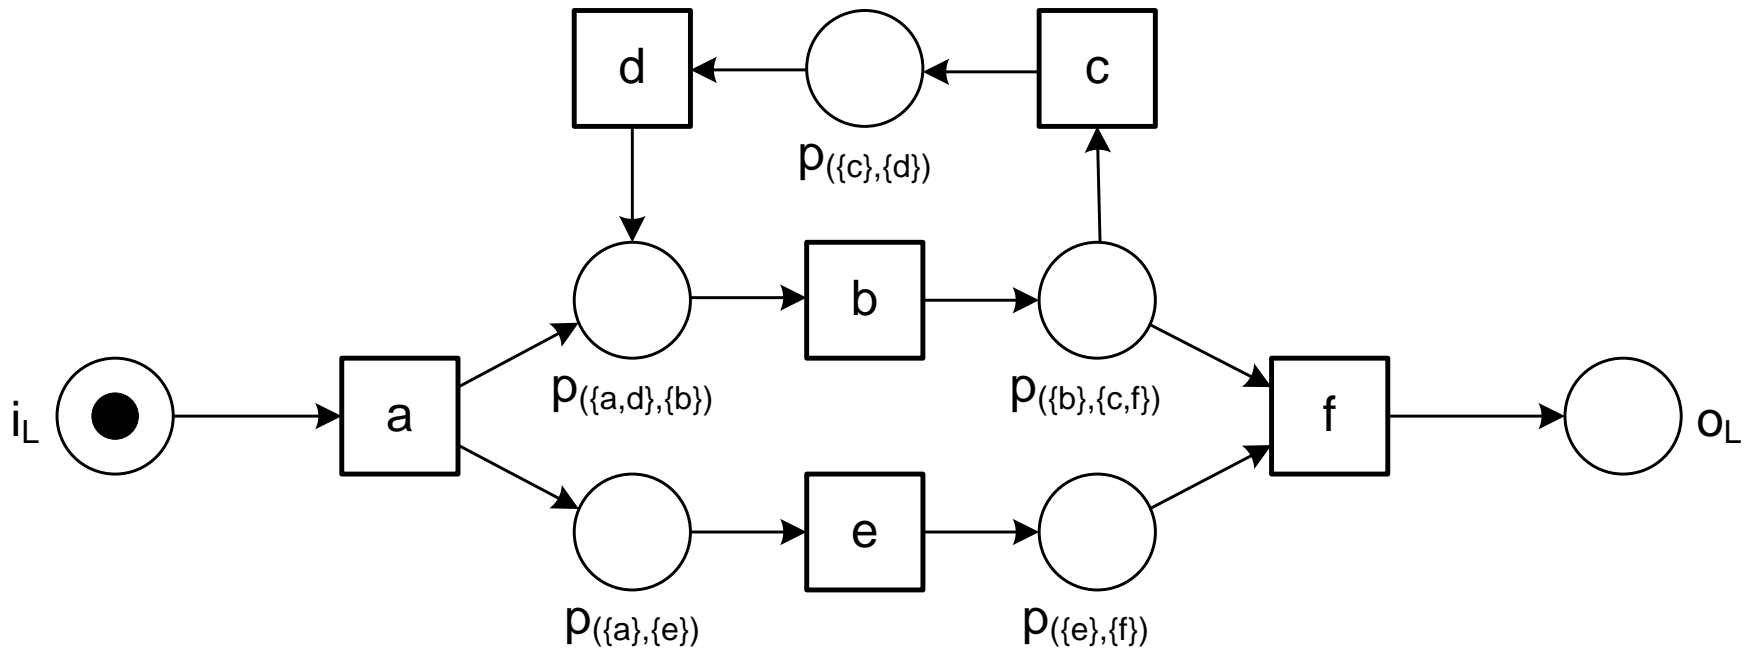 d
c
p({c},{d})
b
p({a,d},{b})
p({b},{c,f})
iL
a
f
oL
e
p({a},{e})
p({e},{f})